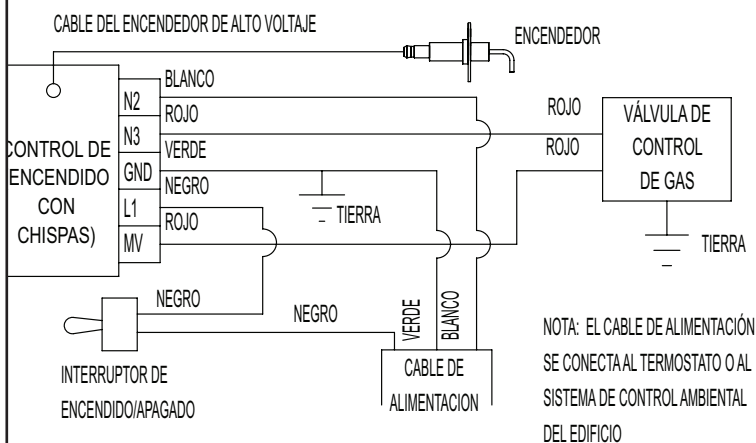 CABLE DEL ENCENDEDOR DE ALTO VOLTAJE
ENCENDEDOR
CONTROL DE
ENCENDIDO
CON
CHISPAS)
N2
N3
GND
L1
MV
BLANCO
ROJO
VERDE
NEGRO
ROJO
TIERRA
ROJO
ROJO
VÁLVULA DE
CONTROL
DE GAS
TIERRA
NEGRO
NEGRO
VERDE
BLANCO
INTERRUPTOR DE
ENCENDIDO/APAGADO
CABLE DE
ALIMENTACION
NOTA: EL CABLE DE ALIMENTACIÓN
SE CONECTA AL TERMOSTATO O AL
SISTEMA DE CONTROL AMBIENTAL
DEL EDIFICIO